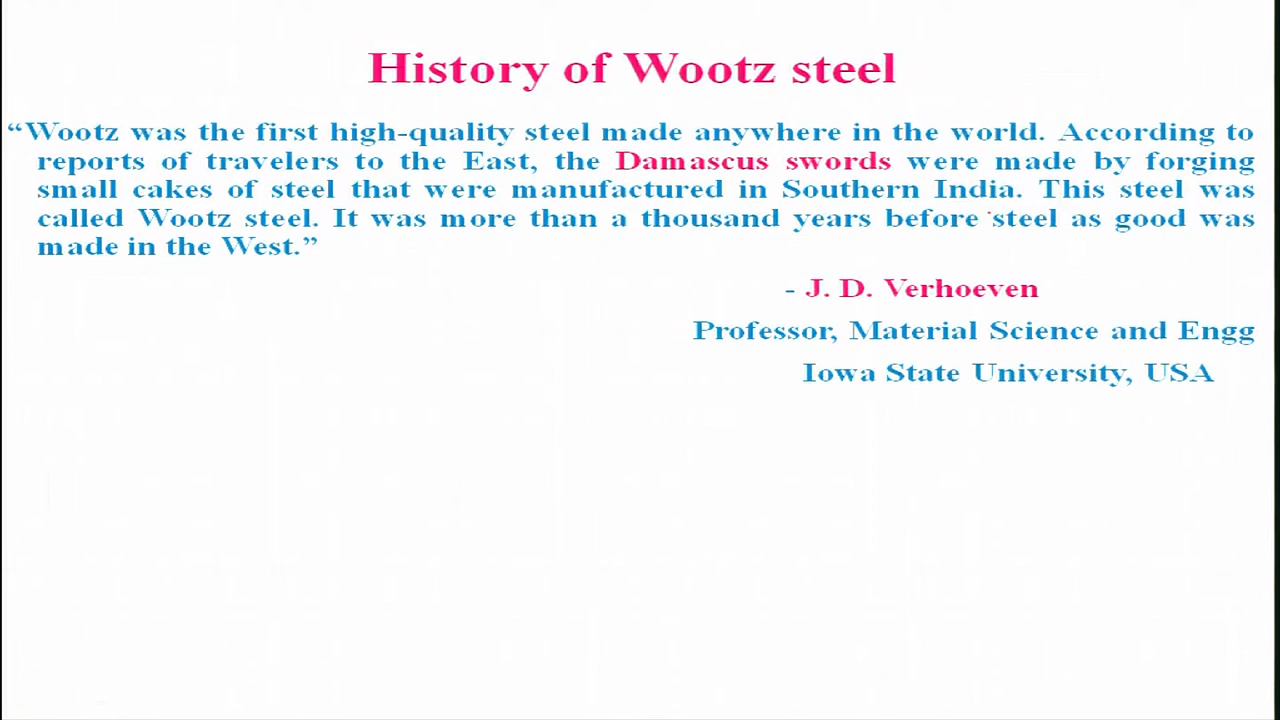 History of Wootz steel
“Wootz was the first high-quality steel made anywhere in the world. According to
reports of travelers to the East, the Damascus swords were made by forging
small cakes of steel that were manufactured in Southern India. This steel was
called Wootz steel. It was more than a thousand years before steel as good was
made in the West.”
- J. D. Verhoeven
Professor, Material Science and Engg
Iowa State University, USA